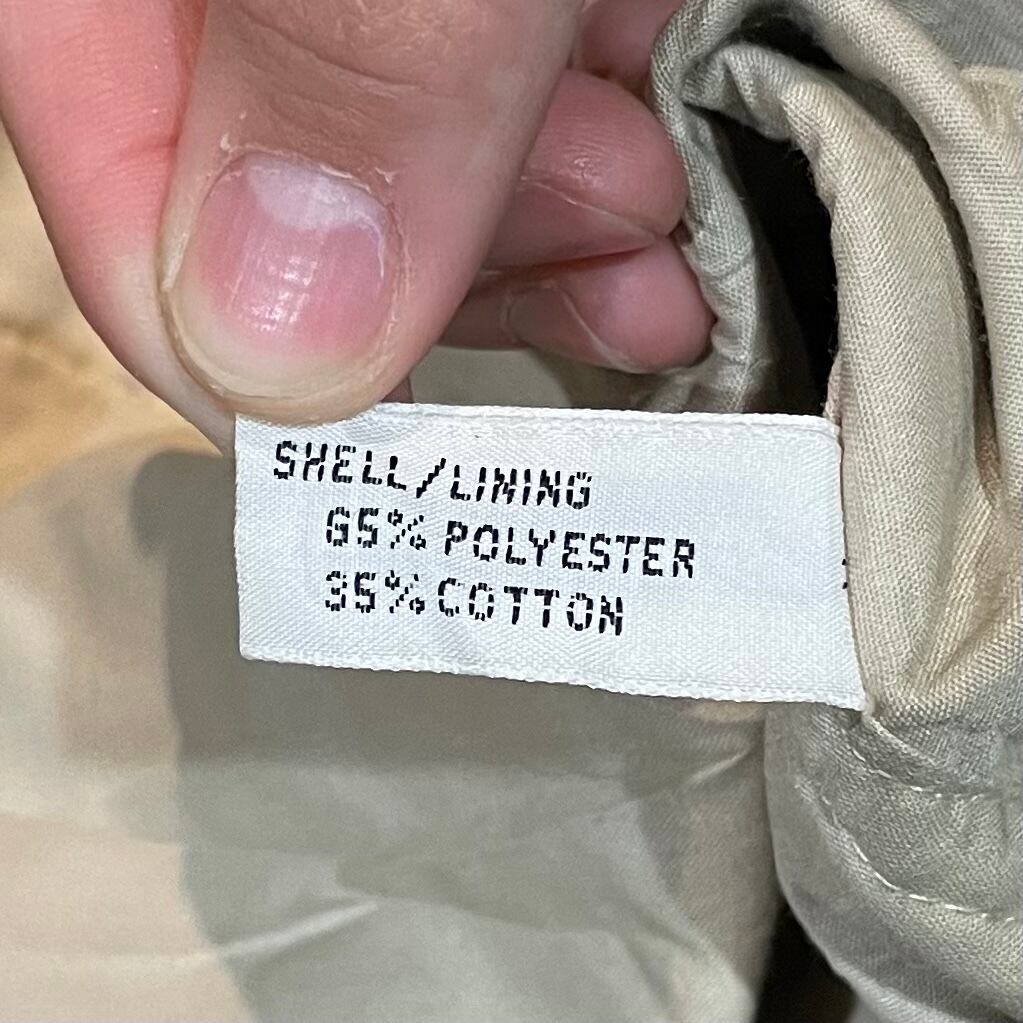 SHELL/LINING
65% POLYESTER
35% COTTON